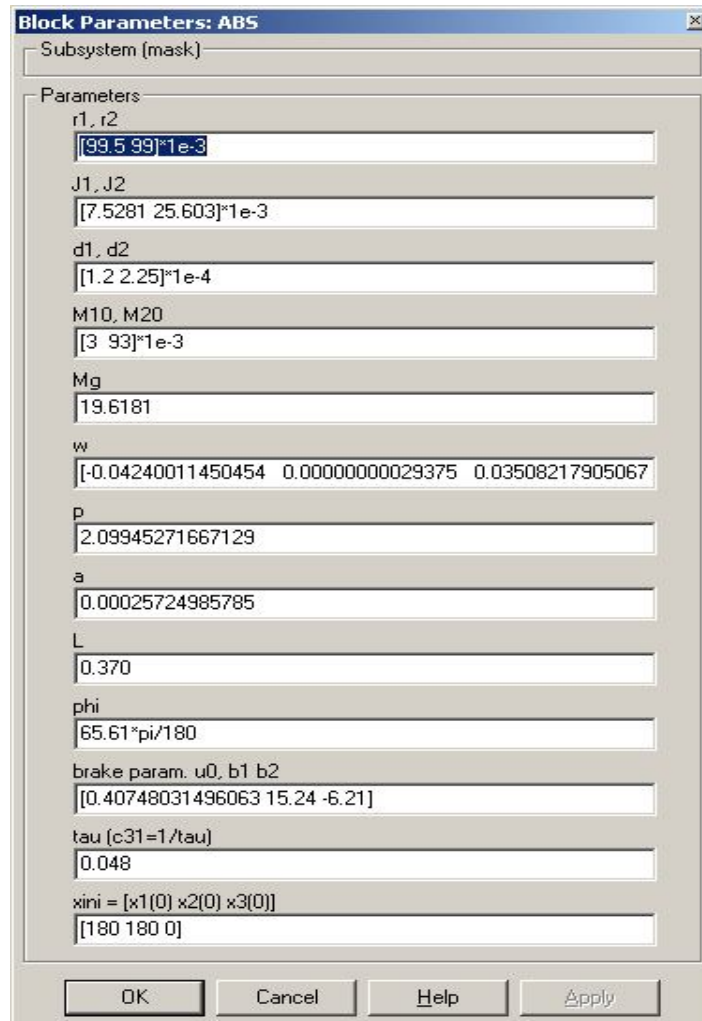 Block Parameters: ABS
Subsystem (mask)
Parameters
r1, r2
[99.5 99]*1e-3
J1, J2
[7.5281 25.603]*1e-3
d1, d2
[1.2 2.25]*1e-4
M10, M20
[3 93]*1e-3
Mg
19.6181
w
[-0.04240011450454 0.00000000029375 0.03508217905067
p
2.09945271667129
a
0.00025724985785
L
0.370
phi
65.61*pi/180
brake param. u0, b1 b2
[0.40748031496063 15.24 -6.21]
tau (c31=1/tau)
0.048
xini = [x1(0) x2(0) x3(0)]
[180 180 0]
OK Cancel Help Apply